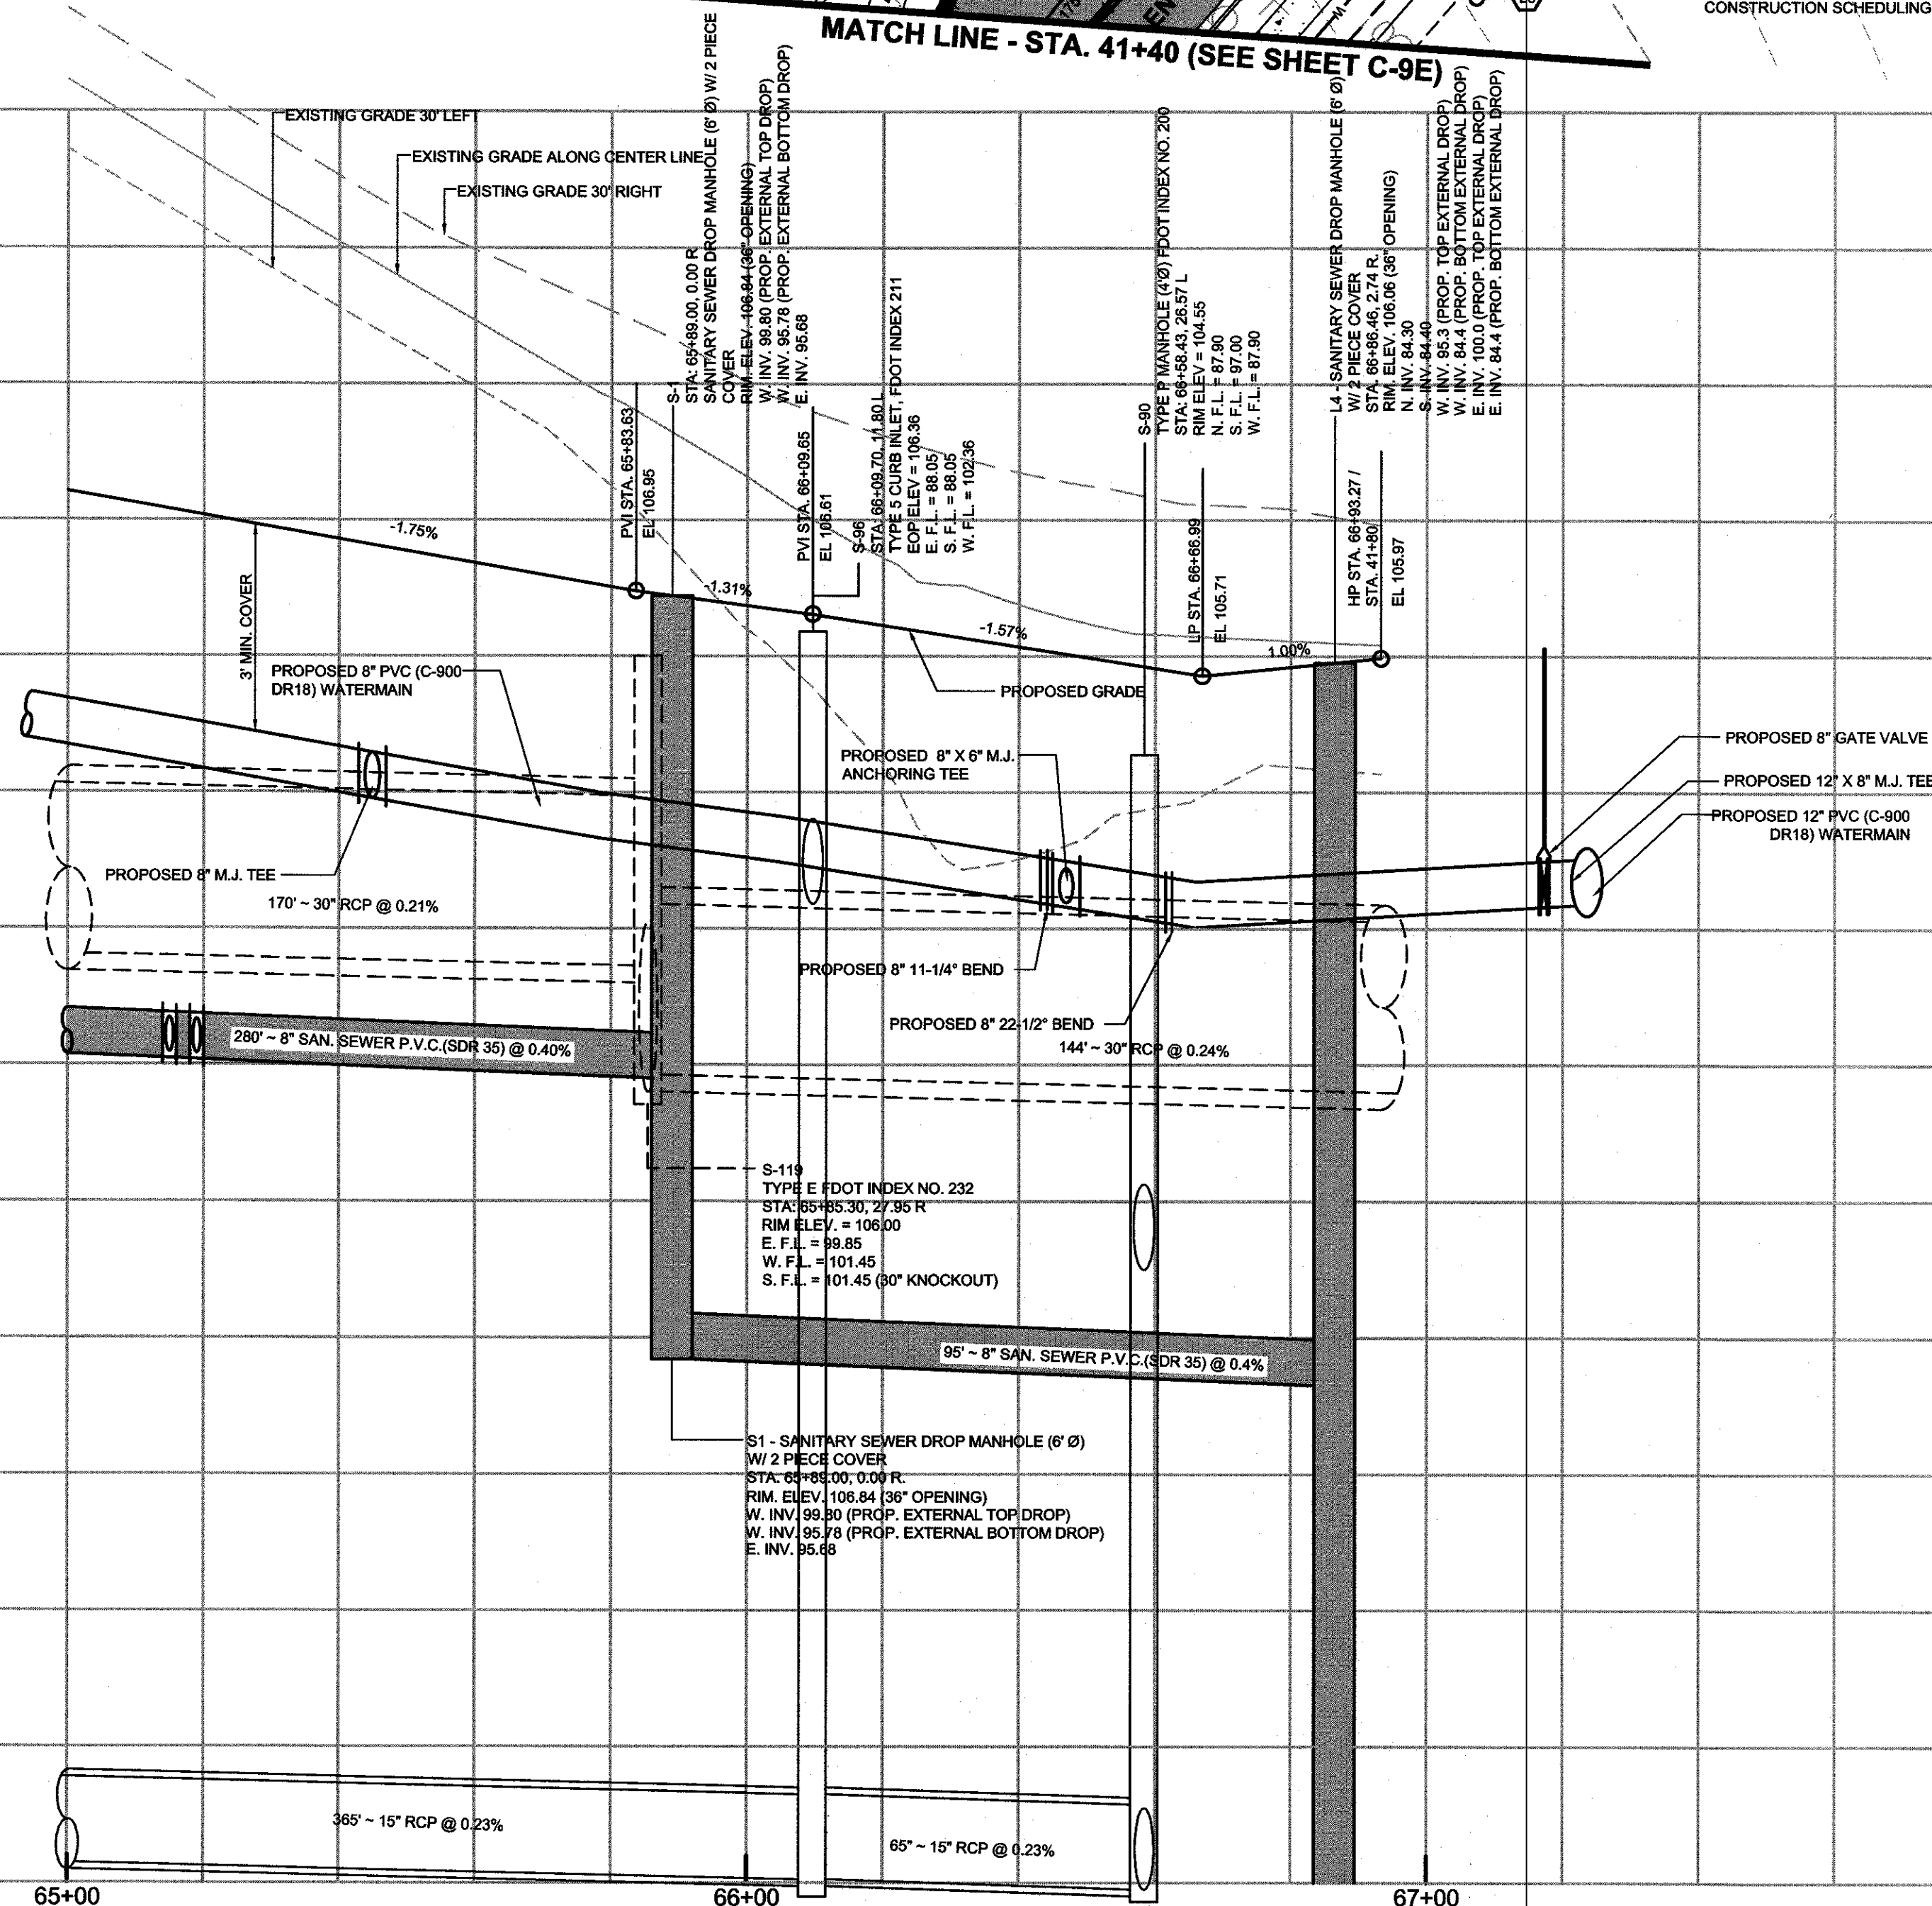 CONSTRUCTION SCHEDULING
MATCH LINE - STA. 41+40 (SEE SHEET C-9E)
EXISTING GRADE 30' LEFT
EXISTING GRADE ALONG CENTER LINE
EXISTING GRADE 30' RIGHT
PVI STA. 65+83.63
EL 106.95
S-1
STA: 65+89.00, 0.00 R
SANITARY SEWER DROP MANHOLE (6' Ø) W/ 2 PIECE
COVER
RIM. ELEV. 106.84 (36" OPENING)
W. INV. 99.80 (PROP. EXTERNAL TOP DROP)
W. INV. 95.78 (PROP. EXTERNAL BOTTOM DROP)
E. INV. 95.68
PVI STA. 66+09.65
EL 106.61
S-96
STA: 66+09.70, 11.80 L
TYPE 5 CURB INLET, FDOT INDEX 211
EOP ELEV = 106.36
E. F.L. = 88.05
S. F.L. = 88.05
W. F.L. = 102.36
S-90
TYPE P MANHOLE (4'Ø) FDOT INDEX NO. 200
STA: 66+58.43, 26.57 L
RIM ELEV = 104.55
N. F.L. = 87.90
S. F.L. = 97.00
W. F.L. = 87.90
LP STA. 66+66.99
EL 105.71
L4 - SANITARY SEWER DROP MANHOLE (6' Ø)
W/ 2 PIECE COVER
STA. 66+86.46, 2.74 R.
RIM. ELEV. 106.06 (36" OPENING)
N. INV. 84.30
S. INV. 84.40
W. INV. 95.3 (PROP. TOP EXTERNAL DROP)
W. INV. 84.4 (PROP. BOTTOM EXTERNAL DROP)
E. INV. 100.0 (PROP. TOP EXTERNAL DROP)
E. INV. 84.4 (PROP. BOTTOM EXTERNAL DROP)
HP STA. 66+93.27 /
STA. 41+80
EL 105.97
-1.75%
-1.31%
-1.57%
1.00%
3' MIN. COVER
PROPOSED 8" PVC (C-900
DR18) WATERMAIN
PROPOSED GRADE
PROPOSED 8" X 6" M.J.
ANCHORING TEE
PROPOSED 8" GATE VALVE
PROPOSED 12" X 8" M.J. TEE
PROPOSED 12" PVC (C-900
DR18) WATERMAIN
PROPOSED 8" M.J. TEE
170' ~ 30" RCP @ 0.21%
PROPOSED 8" 11-1/4° BEND
PROPOSED 8" 22-1/2° BEND
144' ~ 30" RCP @ 0.24%
280' ~ 8" SAN. SEWER P.V.C.(SDR 35) @ 0.40%
S-119
TYPE E FDOT INDEX NO. 232
STA: 65+85.30, 27.95 R
RIM ELEV. = 106.00
E. F.L. = 99.85
W. F.L. = 101.45
S. F.L. = 101.45 (30" KNOCKOUT)
95' ~ 8" SAN. SEWER P.V.C.(SDR 35) @ 0.4%
S1 - SANITARY SEWER DROP MANHOLE (6' Ø)
W/ 2 PIECE COVER
STA. 65+89.00, 0.00 R.
RIM. ELEV. 106.84 (36" OPENING)
W. INV. 99.80 (PROP. EXTERNAL TOP DROP)
W. INV. 95.78 (PROP. EXTERNAL BOTTOM DROP)
E. INV. 95.68
365' ~ 15" RCP @ 0.23%
65" ~ 15" RCP @ 0.23%
65+00
66+00
67+00